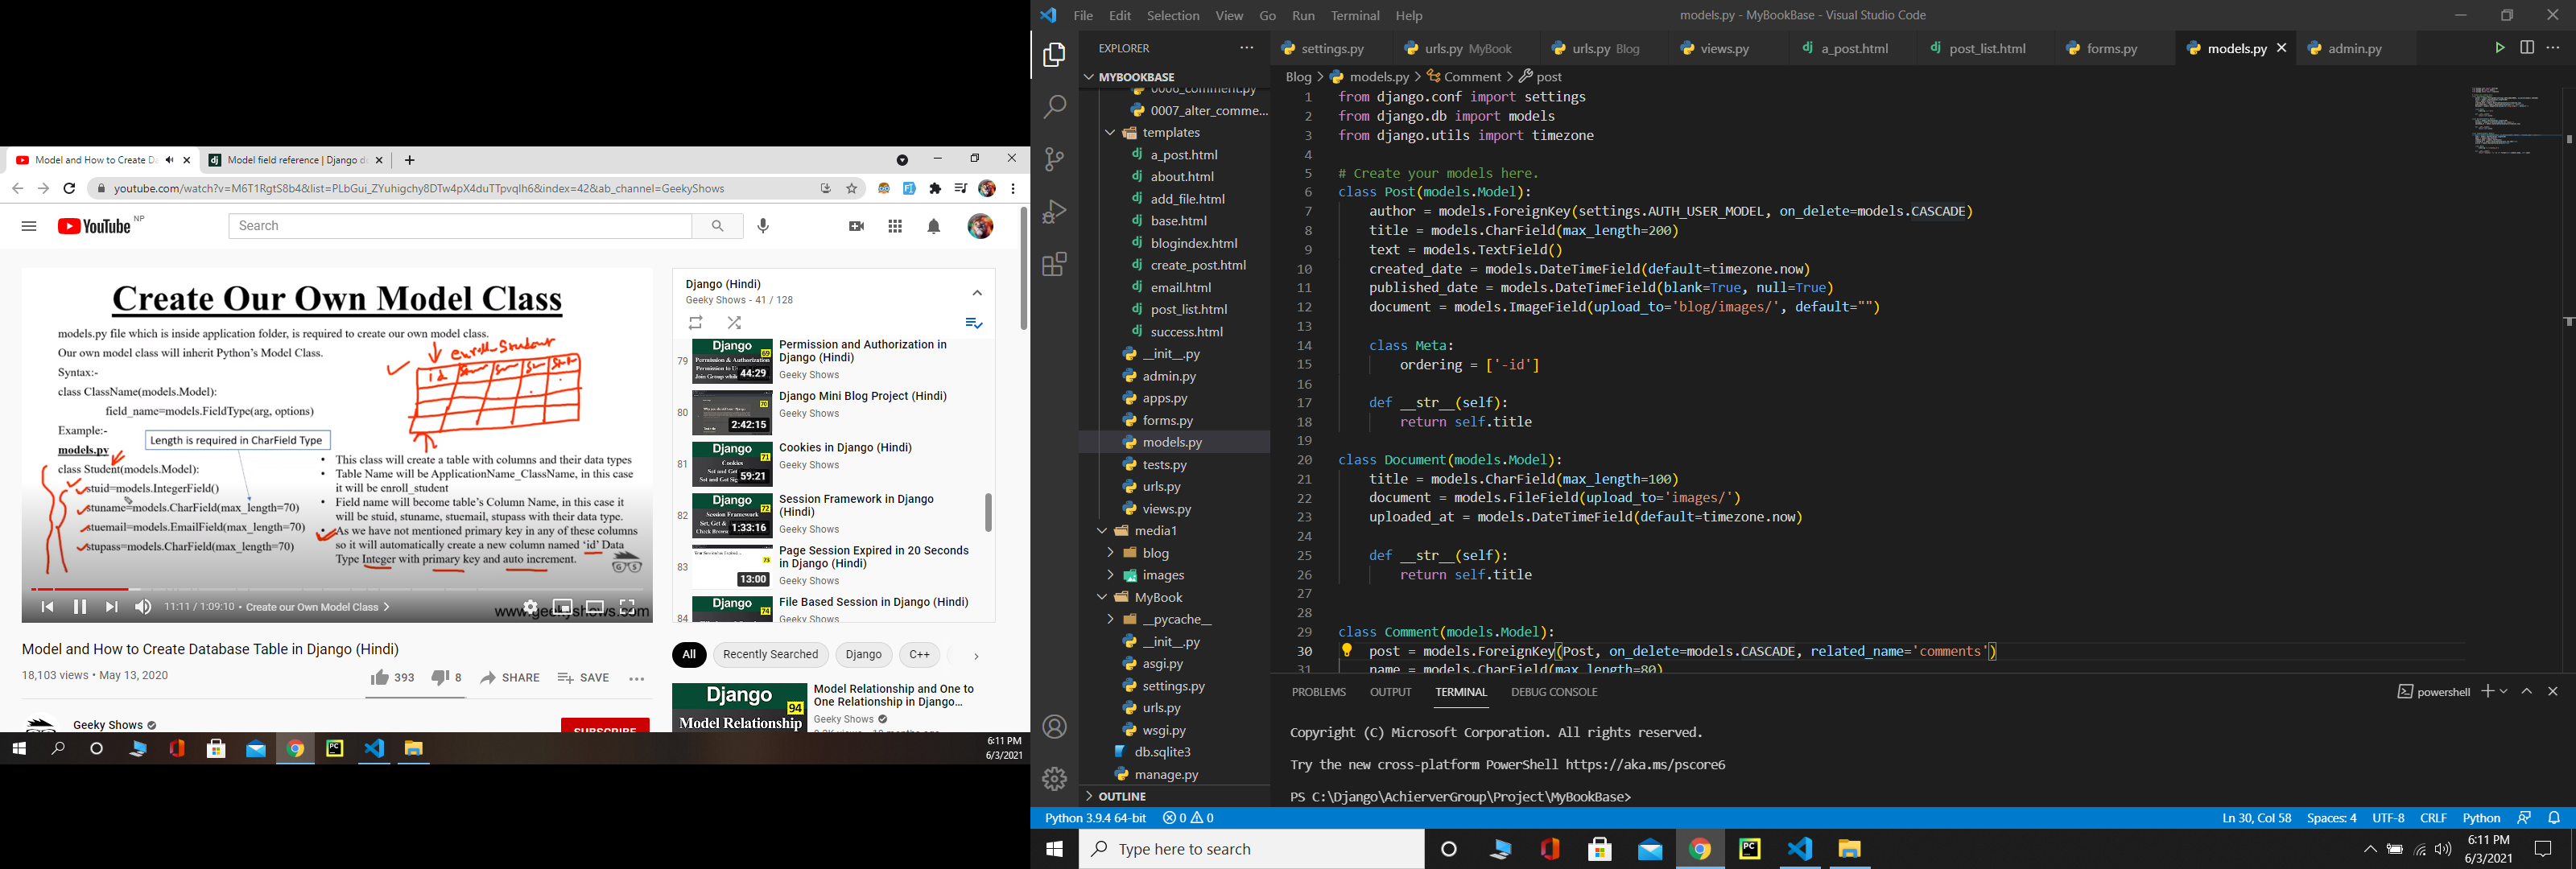 Model and How to Create Da
Model field reference | Django do
youtube.com/watch?v=M6T1RgtS8b4&list=PLbGui_ZYuhigchy8DTw4pX4duTTpvqlh6&index=42&ab_channel=GeekyShows
YouTube NP
Search
Create Our Own Model Class
models.py file which is inside application folder, is required to create our own model class.
Our own model class will inherit Python's Model Class.
Syntax:-
class ClassName(models.Model):
field_name=models.FieldType(arg, options)
Example:-
Length is required in CharField Type
models.py
class Student(models.Model):
stuid=models.IntegerField()
stuname=models.CharField(max_length=70)
stuemail=models.EmailField(max_length=70)
stupass=models.CharField(max_length=70)
enroll_student
id
• This class will create a table with columns and their data types
• Table Name will be ApplicationName_ClassName, in this case
it will be enroll_student
• Field name will become table's Column Name, in this case it
will be stuid, stuname, stuemail, stupass with their data type.
• As we have not mentioned primary key in any of these columns
so it will automatically create a new column named 'id' Data
Type Integer with primary key and auto increment.
GS
11:11 / 1:09:10 • Create our Own Model Class
www.geekyshows.com
Model and How to Create Database Table in Django (Hindi)
18,103 views • May 13, 2020
393
8
SHARE
SAVE
Geeky Shows
SUBSCRIBE
Django (Hindi)
Geeky Shows - 41 / 128
79
Django
69
44:29
Permission and Authorization in
Django (Hindi)
Geeky Shows
80
70
2:42:15
Django Mini Blog Project (Hindi)
Geeky Shows
81
Django
71
Cookies
59:21
Cookies in Django (Hindi)
Geeky Shows
82
Django
72
Session Framework
1:33:16
Session Framework in Django
(Hindi)
Geeky Shows
83
73
13:00
Page Session Expired in 20 Seconds
in Django (Hindi)
Geeky Shows
84
Django
74
File Based Session in Django (Hindi)
Geeky Shows
All
Recently Searched
Django
C++
Django
94
Model Relationship
Model Relationship and One to
One Relationship in Django...
Geeky Shows
6:11 PM
6/3/2021
File Edit Selection View Go Run Terminal Help
models.py - MyBookBase - Visual Studio Code
EXPLORER
settings.py
urls.py MyBook
urls.py Blog
views.py
a_post.html
post_list.html
forms.py
models.py
admin.py
MYBOOKBASE
0006_comment.py
0007_alter_comme...
templates
a_post.html
about.html
add_file.html
base.html
blogindex.html
create_post.html
email.html
post_list.html
success.html
__init__.py
admin.py
apps.py
forms.py
models.py
tests.py
urls.py
views.py
media1
blog
images
MyBook
__pycache__
__init__.py
asgi.py
settings.py
urls.py
wsgi.py
db.sqlite3
manage.py
OUTLINE
Blog > models.py > Comment > post
1 from django.conf import settings
2 from django.db import models
3 from django.utils import timezone
4
5 # Create your models here.
6 class Post(models.Model):
7 author = models.ForeignKey(settings.AUTH_USER_MODEL, on_delete=models.CASCADE)
8 title = models.CharField(max_length=200)
9 text = models.TextField()
10 created_date = models.DateTimeField(default=timezone.now)
11 published_date = models.DateTimeField(blank=True, null=True)
12 document = models.ImageField(upload_to='blog/images/', default="")
13
14 class Meta:
15 ordering = ['-id']
16
17 def __str__(self):
18 return self.title
19
20 class Document(models.Model):
21 title = models.CharField(max_length=100)
22 document = models.FileField(upload_to='images/')
23 uploaded_at = models.DateTimeField(default=timezone.now)
24
25 def __str__(self):
26 return self.title
27
28
29 class Comment(models.Model):
30 post = models.ForeignKey(Post, on_delete=models.CASCADE, related_name='comments')
31 name = models.CharField(max_length=80)
PROBLEMS OUTPUT TERMINAL DEBUG CONSOLE
powershell
Copyright (C) Microsoft Corporation. All rights reserved.
Try the new cross-platform PowerShell https://aka.ms/pscore6
PS C:\Django\AchierverGroup\Project\MyBookBase>
Python 3.9.4 64-bit
0
0
Ln 30, Col 58
Spaces: 4
UTF-8
CRLF
Python
Type here to search
6:11 PM
6/3/2021